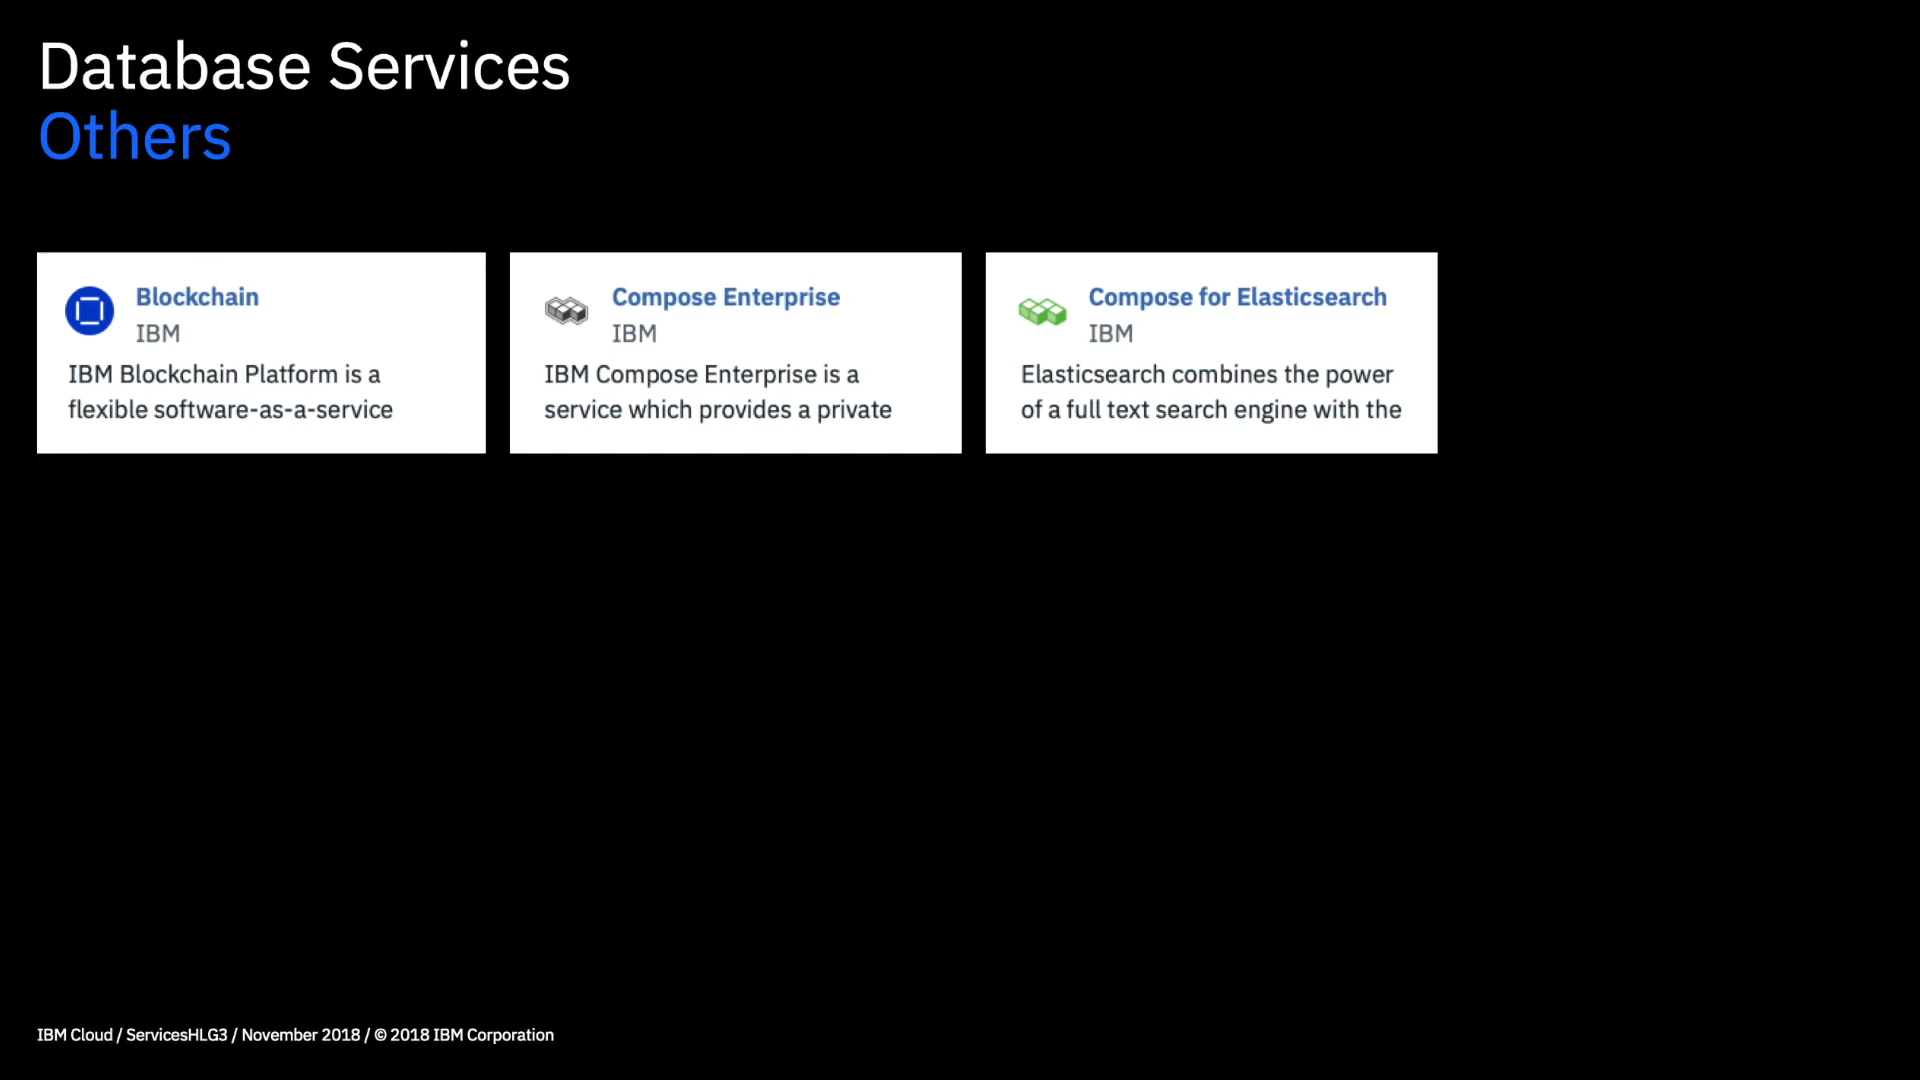 Database Services
Others
Blockchain
IBM
IBM Blockchain Platform is a
flexible software-as-a-service
Compose Enterprise
IBM
IBM Compose Enterprise is a
service which provides a private
Compose for Elasticsearch
IBM
Elasticsearch combines the power
of a full text search engine with the
IBM Cloud / ServicesHLG3 / November 2018 / © 2018 IBM Corporation